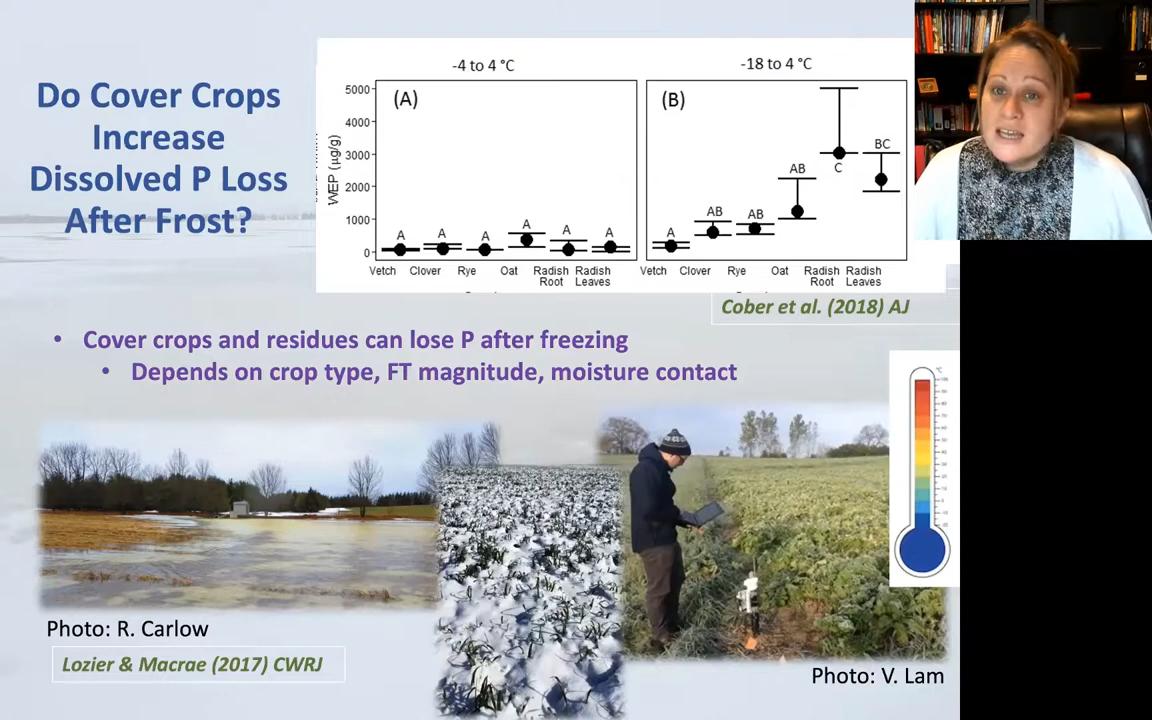 Do Cover Crops
Increase
Dissolved P Loss
After Frost?
-4 to 4 °C
-18 to 4 °C
(A)
(B)
WEP (µg/g)
5000
4000
3000
2000
1000
0
A A A A A A
A AB AB AB C BC
Vetch Clover Rye Oat Radish Root Radish Leaves
Vetch Clover Rye Oat Radish Root Radish Leaves
Cober et al. (2018) AJ
• Cover crops and residues can lose P after freezing
• Depends on crop type, FT magnitude, moisture contact
°C
Photo: R. Carlow
Lozier & Macrae (2017) CWRJ
Photo: V. Lam